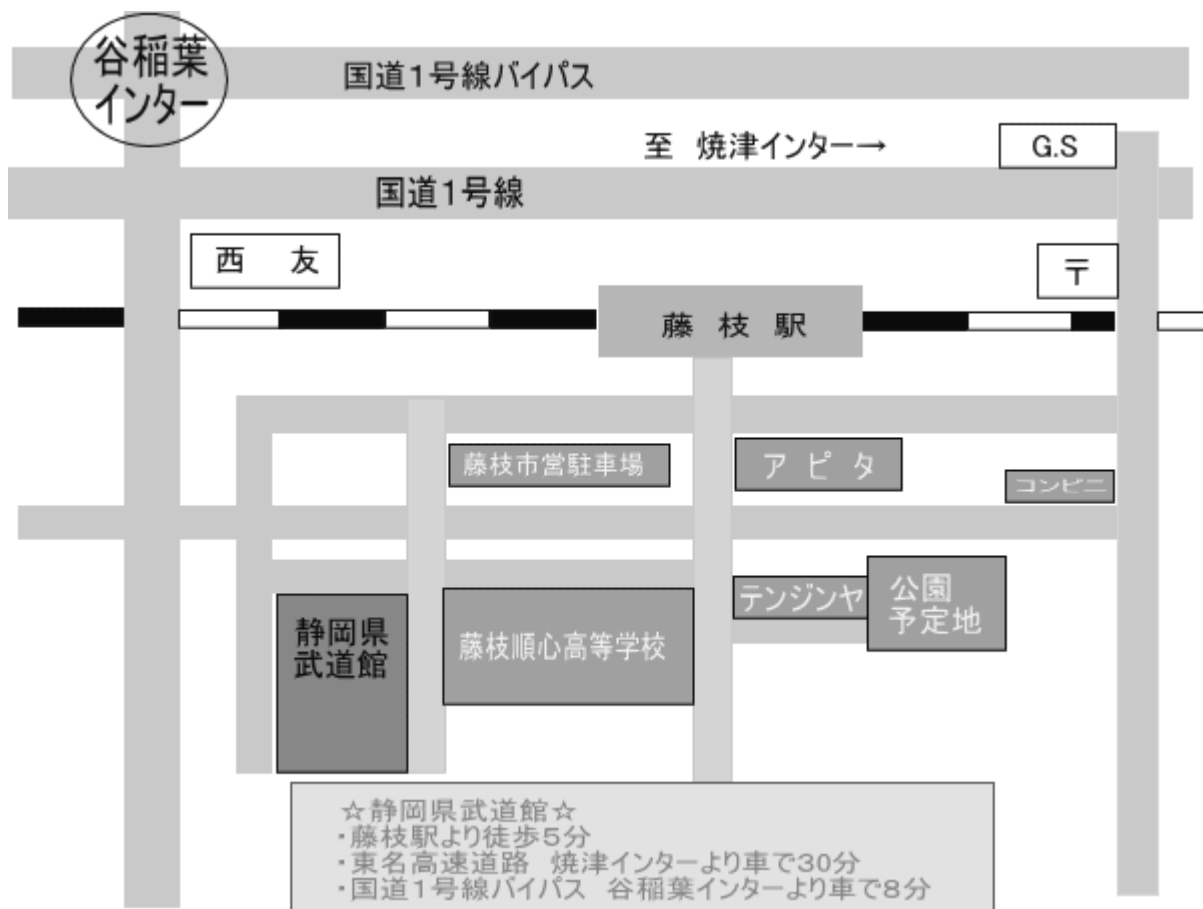 谷稲葉
インター
国道1号線バイパス
至 焼津インター→
G.S
国道1号線
西 友
〒
藤 枝 駅
藤枝市営駐車場
ア ピ タ
コンビニ
テンジンヤ
公園
予定地
静岡県
武道館
藤枝順心高等学校
☆静岡県武道館☆
・藤枝駅より徒歩5分
・東名高速道路 焼津インターより車で30分
・国道1号線バイパス 谷稲葉インターより車で8分